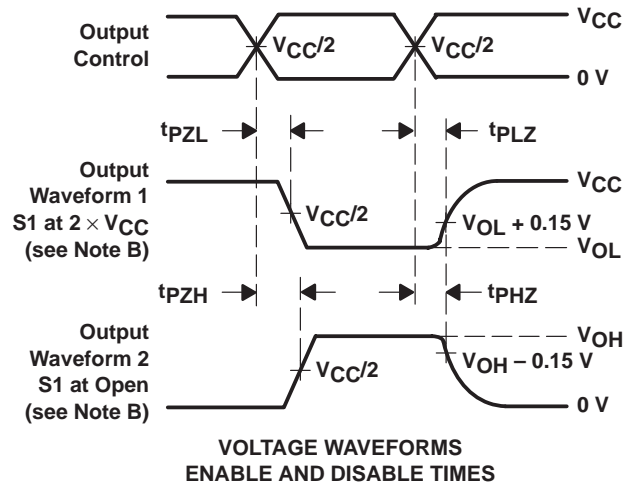 Output
Control
VCC/2
VCC/2
VCC
0 V
tPZL
tPLZ
Output
Waveform 1
S1 at 2 × VCC
(see Note B)
VCC/2
VCC
VOL + 0.15 V
VOL
tPZH
tPHZ
Output
Waveform 2
S1 at Open
(see Note B)
VCC/2
VOH
VOH – 0.15 V
0 V
VOLTAGE WAVEFORMS
ENABLE AND DISABLE TIMES